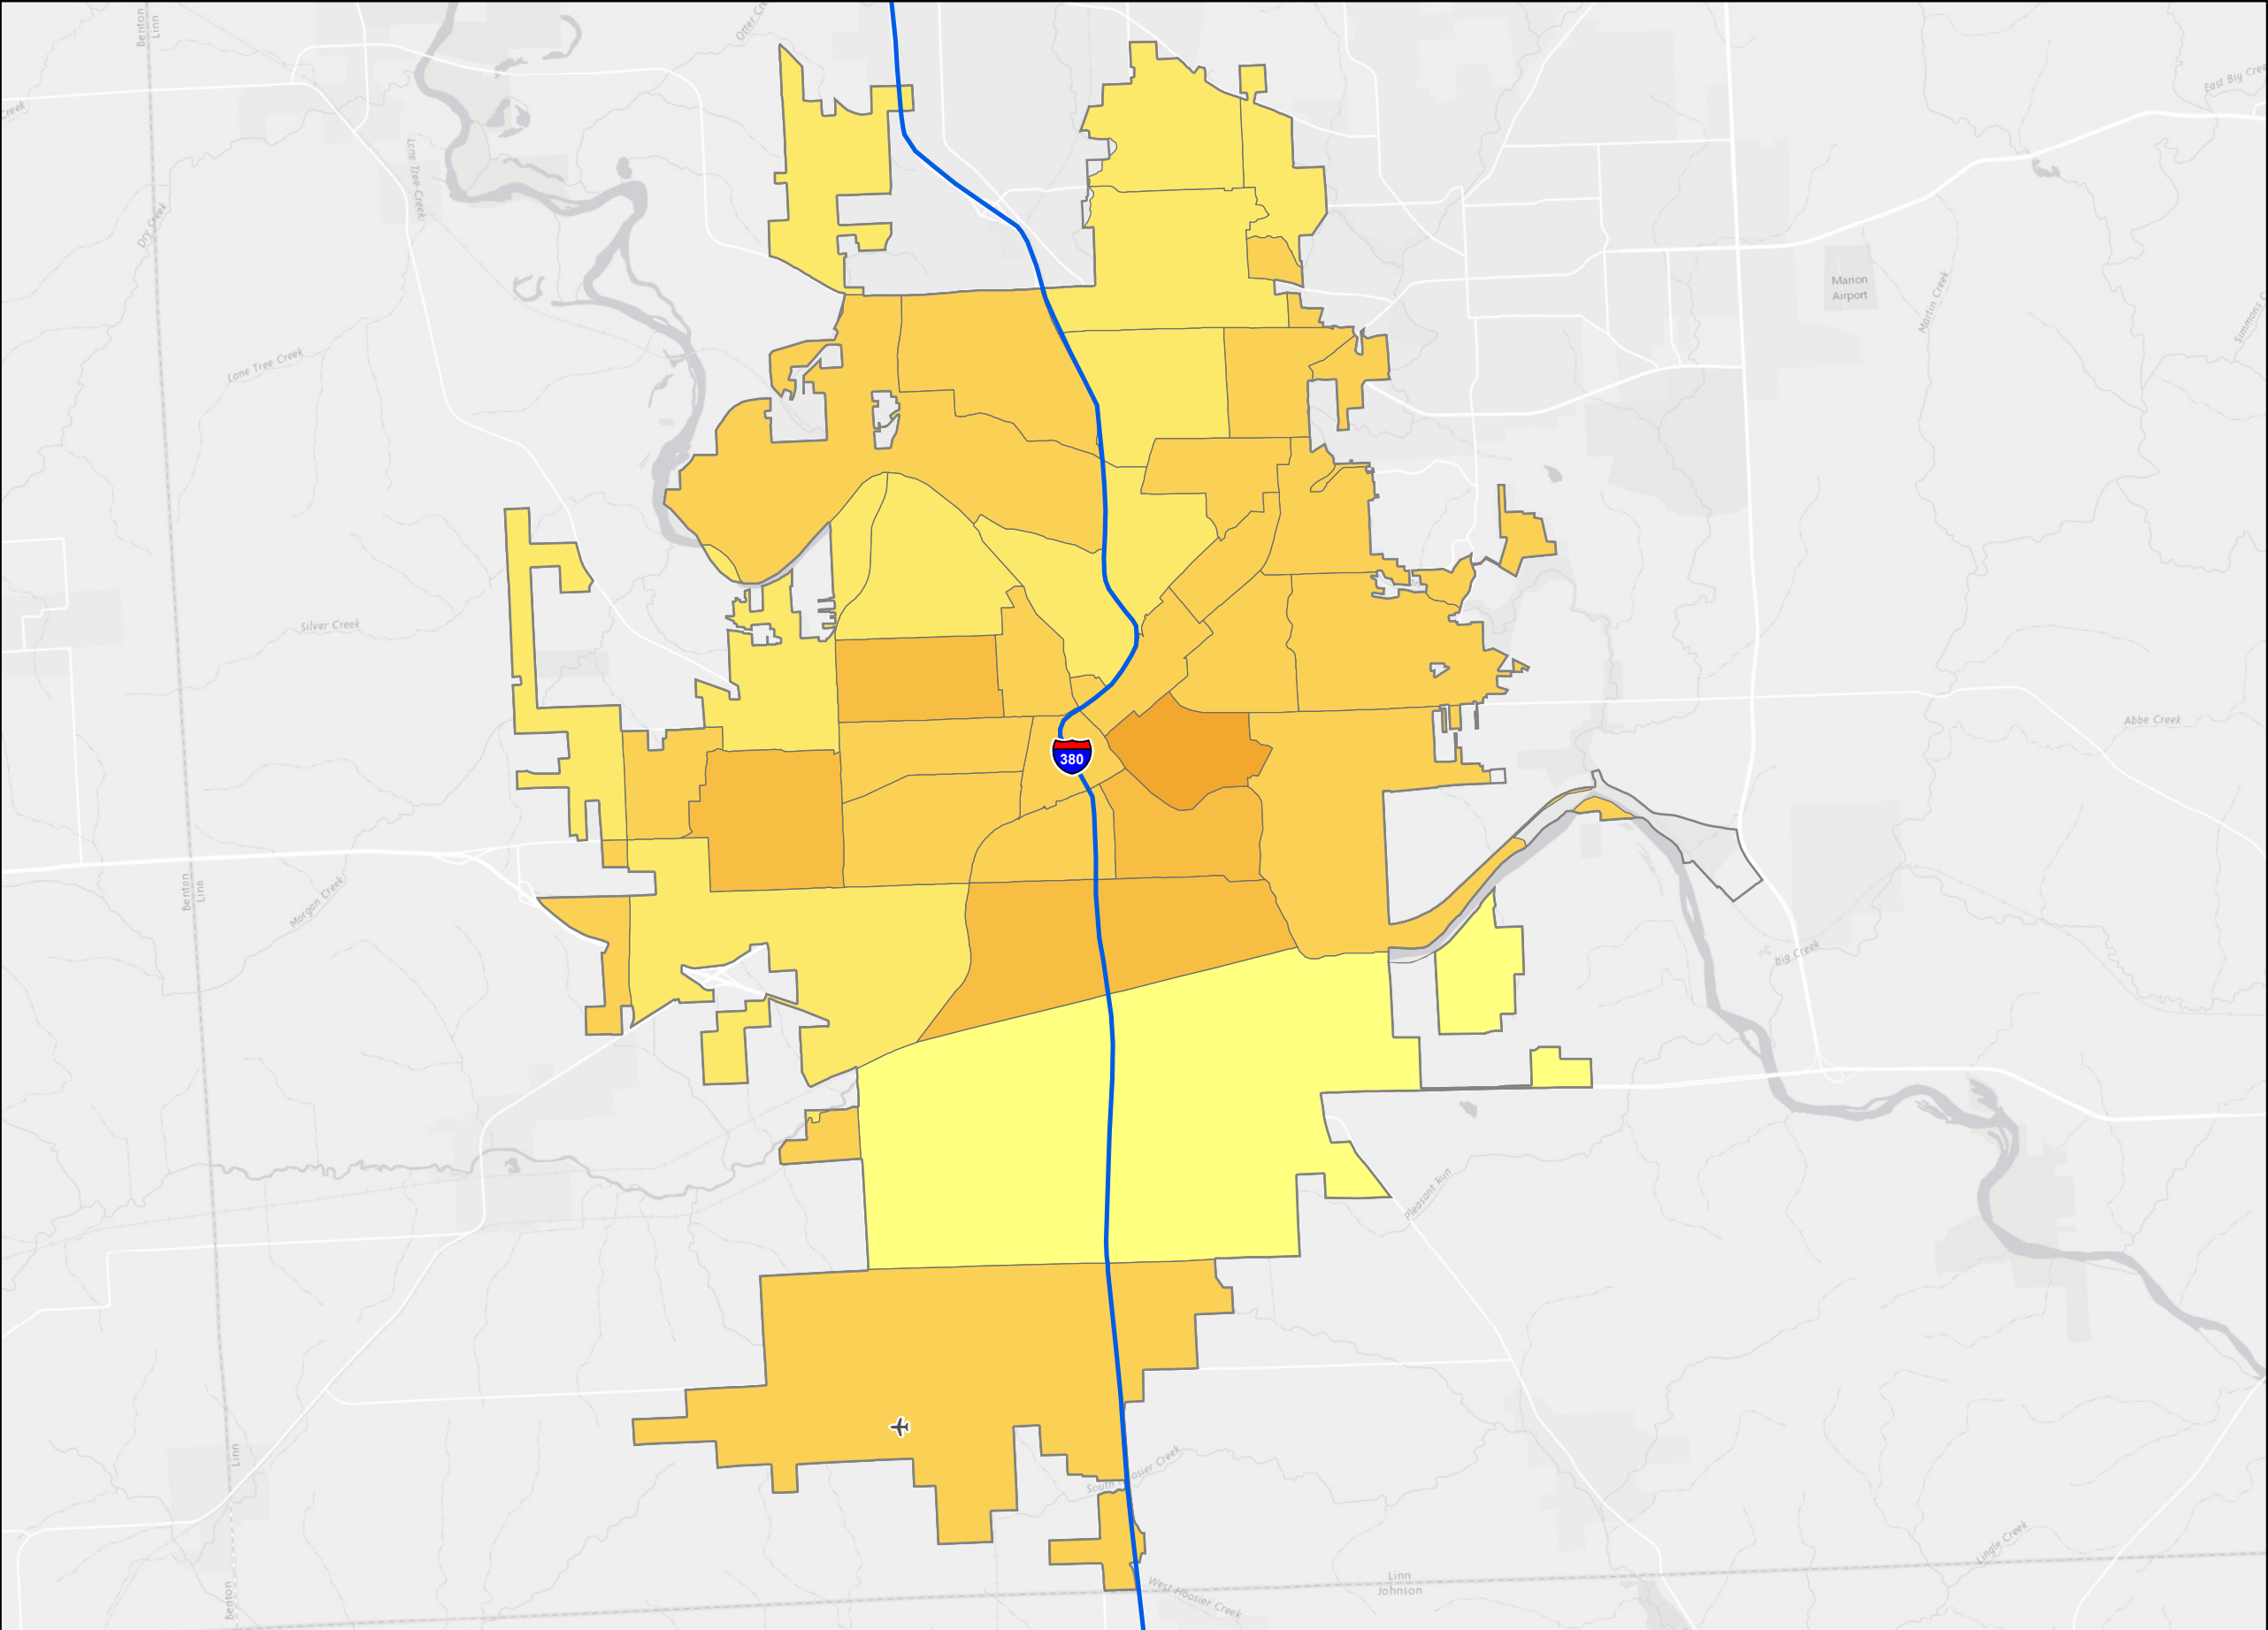 Benton
Linn
Otter Cre
East Big Cree
Creek
Lone Tree Creek
Dry Creek
Marion
Airport
Martin Creek
Simmons C
Lone Tree Creek
Silver Creek
Abbe Creek
380
Benton
Linn
Morgan Creek
Big Creek
Pleasant Run
Linn
South Hoosier Creek
Lingle Creek
Benton
West Hoosier Creek
Linn
Johnson